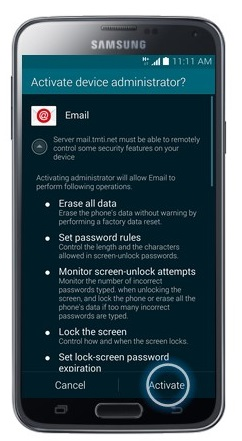 SAMSUNG
11:11 AM
Activate device administrator?
Email
Server mail.tmti.net must be able to remotely
control some security features on your
device
Activating administrator will allow Email to
perform following operations.
Erase all data
Erase the phone's data without warning by
performing a factory data reset.
Set password rules
Control the length and the characters
allowed in screen-unlock passwords.
Monitor screen-unlock attempts
Monitor the number of incorrect
passwords typed. when unlocking the
screen, and lock the phone or erase all the
phone's data if too many incorrect
passwords are typed.
Lock the screen
Control how and when the screen locks.
Set lock-screen password
expiration
Cancel
Activate